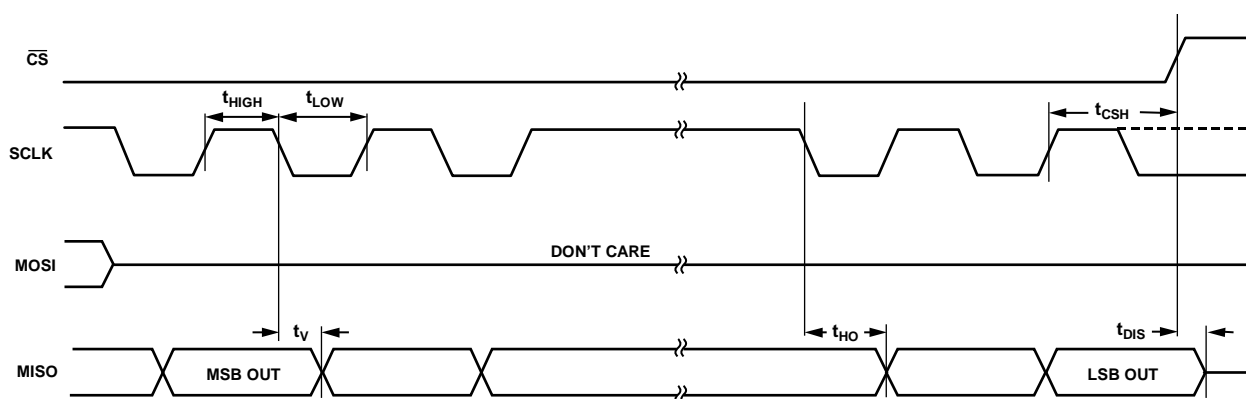 CS
tHIGH
tLOW
tCSH
SCLK
DON'T CARE
MOSI
tV
tHO
tDIS
MISO
MSB OUT
LSB OUT